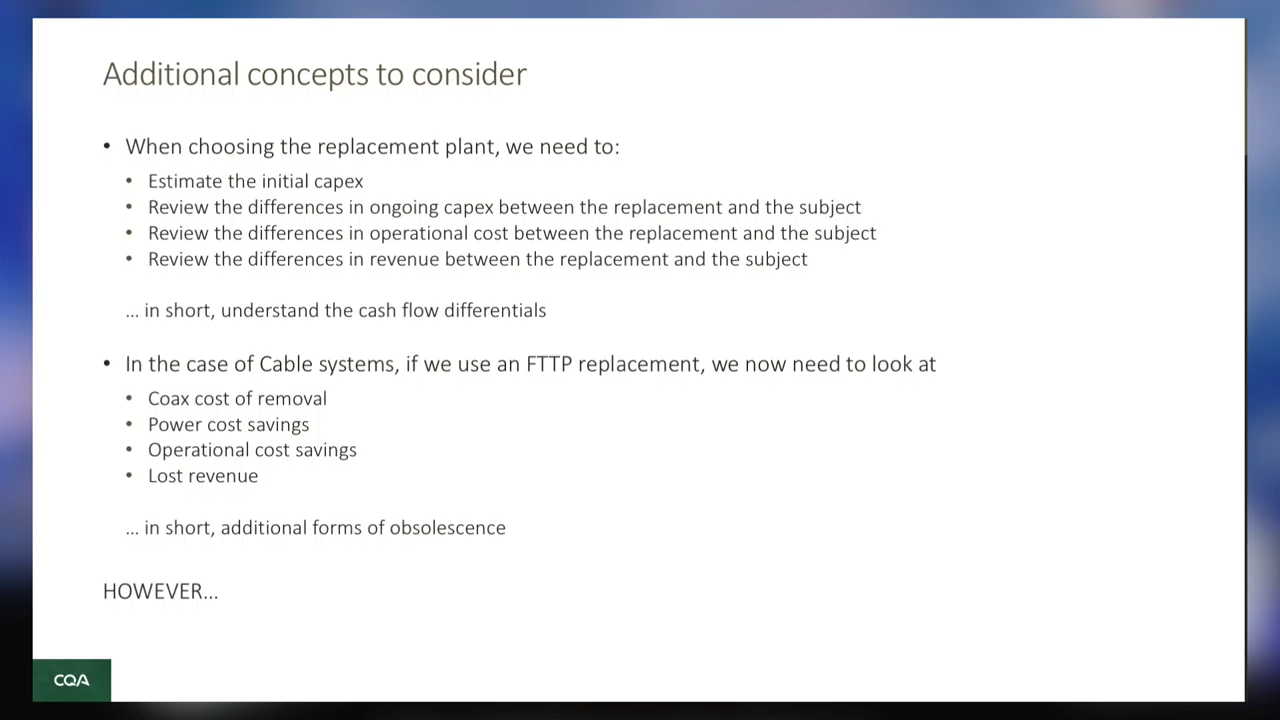 Additional concepts to consider
• When choosing the replacement plant, we need to:
• Estimate the initial capex
• Review the differences in ongoing capex between the replacement and the subject
• Review the differences in operational cost between the replacement and the subject
• Review the differences in revenue between the replacement and the subject
... in short, understand the cash flow differentials
• In the case of Cable systems, if we use an FTTP replacement, we now need to look at
• Coax cost of removal
• Power cost savings
• Operational cost savings
• Lost revenue
... in short, additional forms of obsolescence
HOWEVER...
CQA